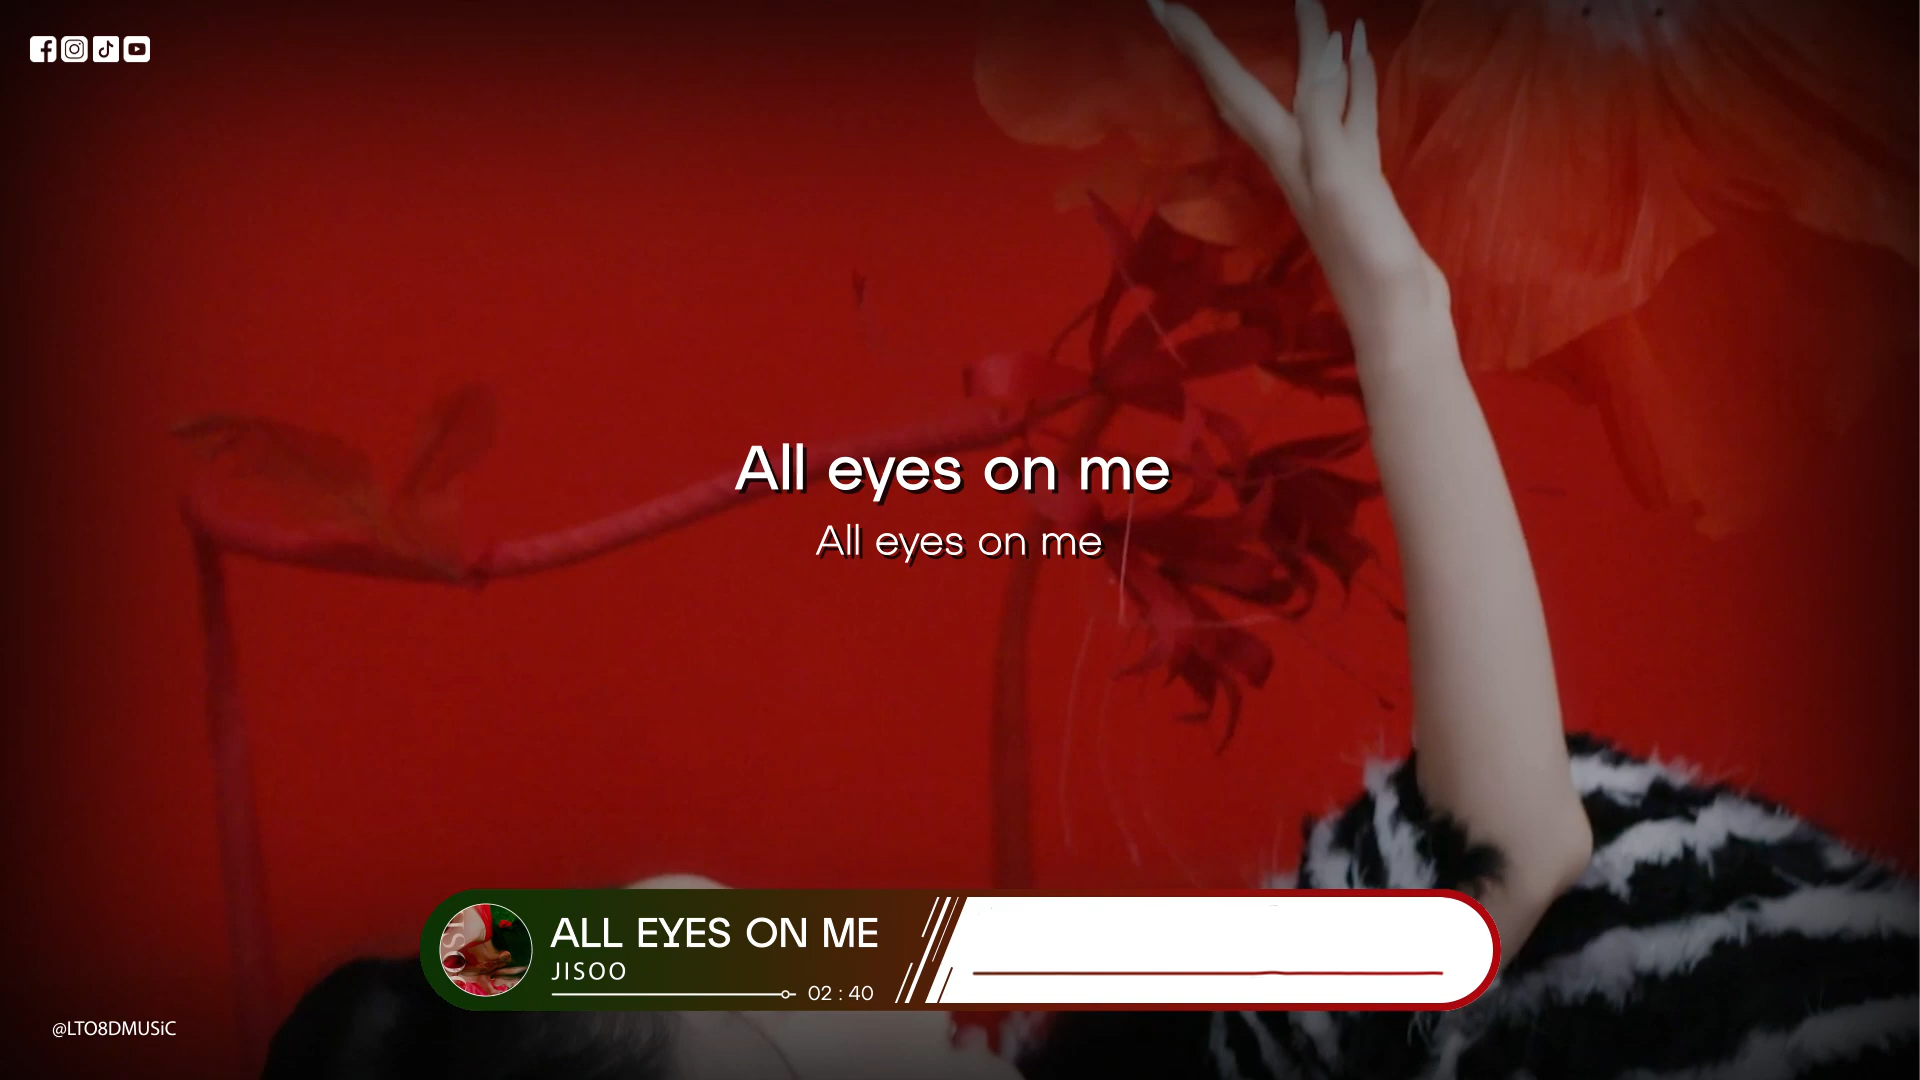 All eyes on me
All eyes on me
ALL EYES ON ME
JISOO
02 : 40
@LTO8DMUSiC